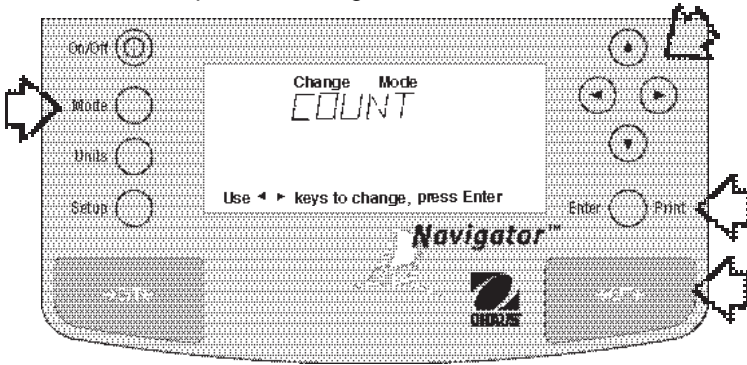 On/Off
Change Mode
COUNT
Mode
Units
Setup
Use ◄ ► keys to change, press Enter
Enter
Print
Navigator™
OHAUS